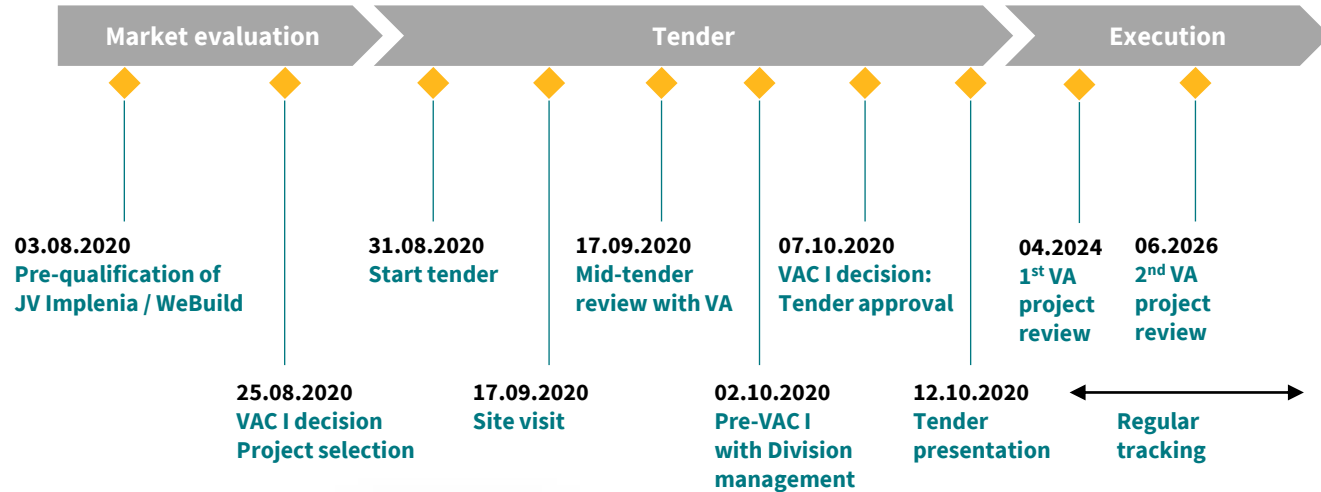 Market evaluation
Tender
Execution
03.08.2020
Pre-qualification of
JV Implenia / WeBuild
25.08.2020
VAC I decision
Project selection
31.08.2020
Start tender
17.09.2020
Site visit
17.09.2020
Mid-tender
review with VA
02.10.2020
Pre-VAC I
with Division
management
07.10.2020
VAC I decision:
Tender approval
12.10.2020
Tender
presentation
04.2024
1st VA
project
review
06.2026
2nd VA
project
review
Regular
tracking